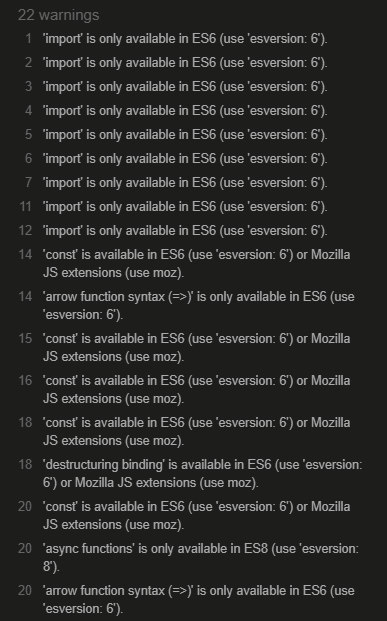 22 warnings
1 'import' is only available in ES6 (use 'esversion: 6').
2 'import' is only available in ES6 (use 'esversion: 6').
3 'import' is only available in ES6 (use 'esversion: 6').
4 'import' is only available in ES6 (use 'esversion: 6').
5 'import' is only available in ES6 (use 'esversion: 6').
6 'import' is only available in ES6 (use 'esversion: 6').
7 'import' is only available in ES6 (use 'esversion: 6').
11 'import' is only available in ES6 (use 'esversion: 6').
12 'import' is only available in ES6 (use 'esversion: 6').
14 'const' is available in ES6 (use 'esversion: 6') or Mozilla
JS extensions (use moz).
14 'arrow function syntax (=>)' is only available in ES6 (use
'esversion: 6').
15 'const' is available in ES6 (use 'esversion: 6') or Mozilla
JS extensions (use moz).
16 'const' is available in ES6 (use 'esversion: 6') or Mozilla
JS extensions (use moz).
18 'const' is available in ES6 (use 'esversion: 6') or Mozilla
JS extensions (use moz).
18 'destructuring binding' is available in ES6 (use 'esversion:
6') or Mozilla JS extensions (use moz).
20 'const' is available in ES6 (use 'esversion: 6') or Mozilla
JS extensions (use moz).
20 'async functions' is only available in ES8 (use 'esversion:
8').
20 'arrow function syntax (=>)' is only available in ES6 (use
'esversion: 6').